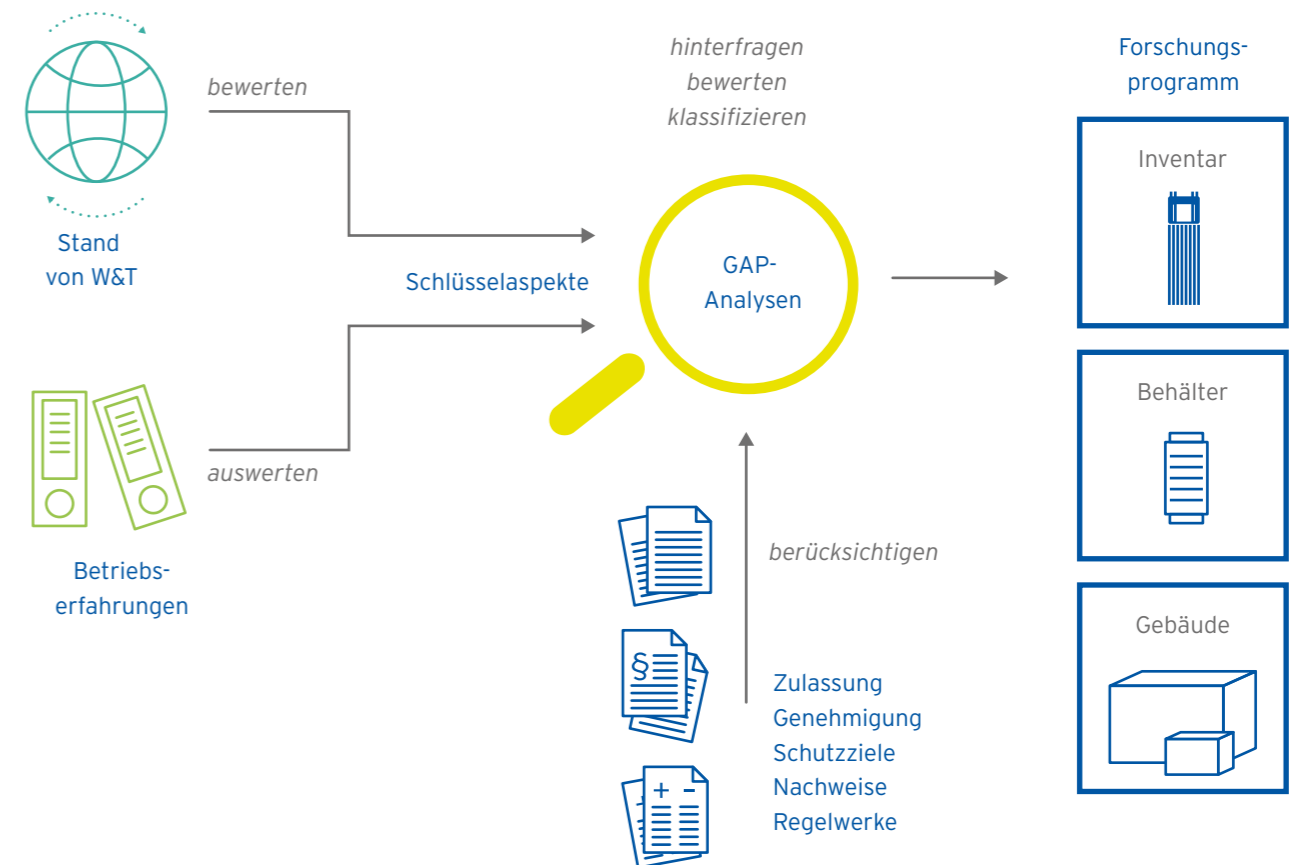 bewerten
Stand
von W&T
Betriebs-
erfahrungen
auswerten
Schlüsselaspekte
hinterfragen
bewerten
klassifizieren
GAP-
Analysen
berücksichtigen
§
+ -
Zulassung
Genehmigung
Schutzziele
Nachweise
Regelwerke
Forschungs-
programm
Inventar
Behälter
Gebäude